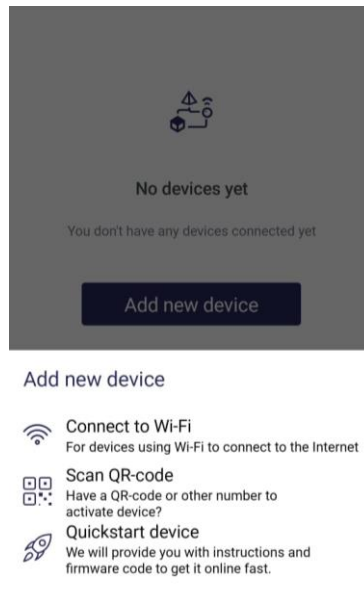 No devices yet
You don't have any devices connected yet
Add new device
Add new device
Connect to Wi-Fi
For devices using Wi-Fi to connect to the Internet
Scan QR-code
Have a QR-code or other number to
activate device?
Quickstart device
We will provide you with instructions and
firmware code to get it online fast.